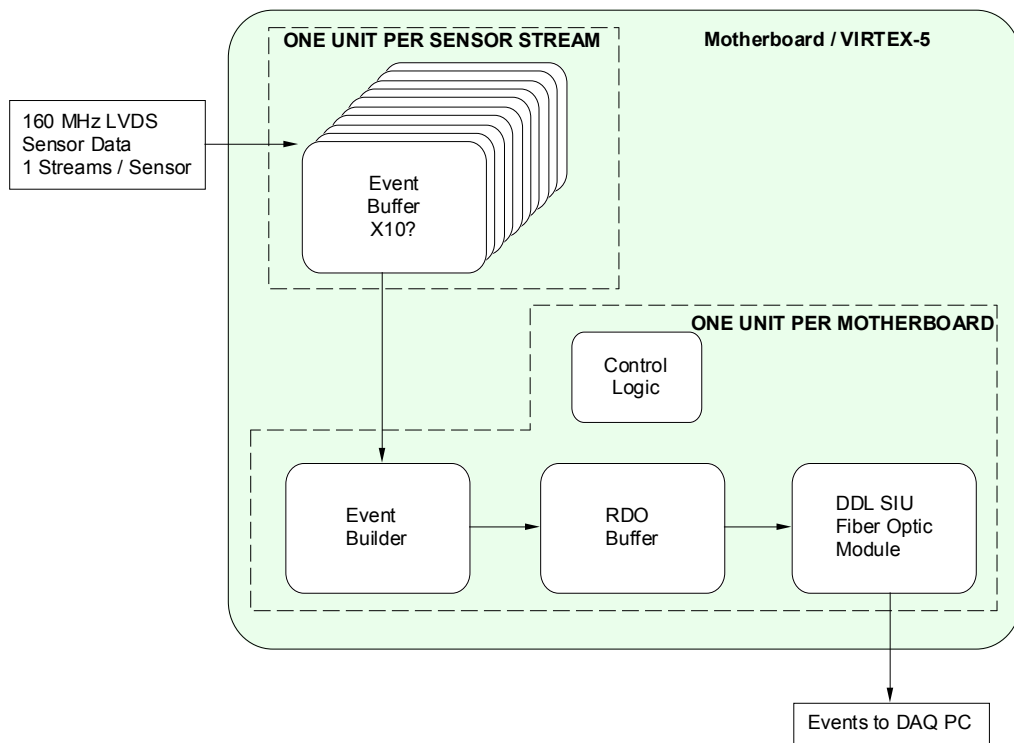 ONE UNIT PER SENSOR STREAM
Motherboard / VIRTEX-5
160 MHz LVDS
Sensor Data
1 Streams / Sensor
Event
Buffer
X10?
ONE UNIT PER MOTHERBOARD
Control
Logic
Event
Builder
RDO
Buffer
DDL SIU
Fiber Optic
Module
Events to DAQ PC